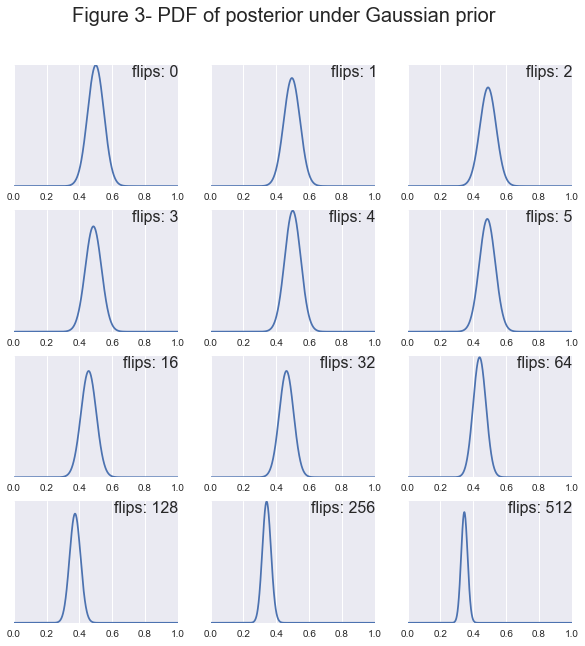 Figure 3- PDF of posterior under Gaussian prior
flips: 0
flips: 1
flips: 2
0.0 0.2 0.4 0.6 0.8 1.0 0.0 0.2 0.4 0.6 0.8 1.0 0.0 0.2 0.4 0.6 0.8 1.0
flips: 3
flips: 4
flips: 5
0.0 0.2 0.4 0.6 0.8 1.0 0.0 0.2 0.4 0.6 0.8 1.0 0.0 0.2 0.4 0.6 0.8 1.0
flips: 16
flips: 32
flips: 64
0.0 0.2 0.4 0.6 0.8 1.0 0.0 0.2 0.4 0.6 0.8 1.0 0.0 0.2 0.4 0.6 0.8 1.0
flips: 128
flips: 256
flips: 512
0.0 0.2 0.4 0.6 0.8 1.0 0.0 0.2 0.4 0.6 0.8 1.0 0.0 0.2 0.4 0.6 0.8 1.0